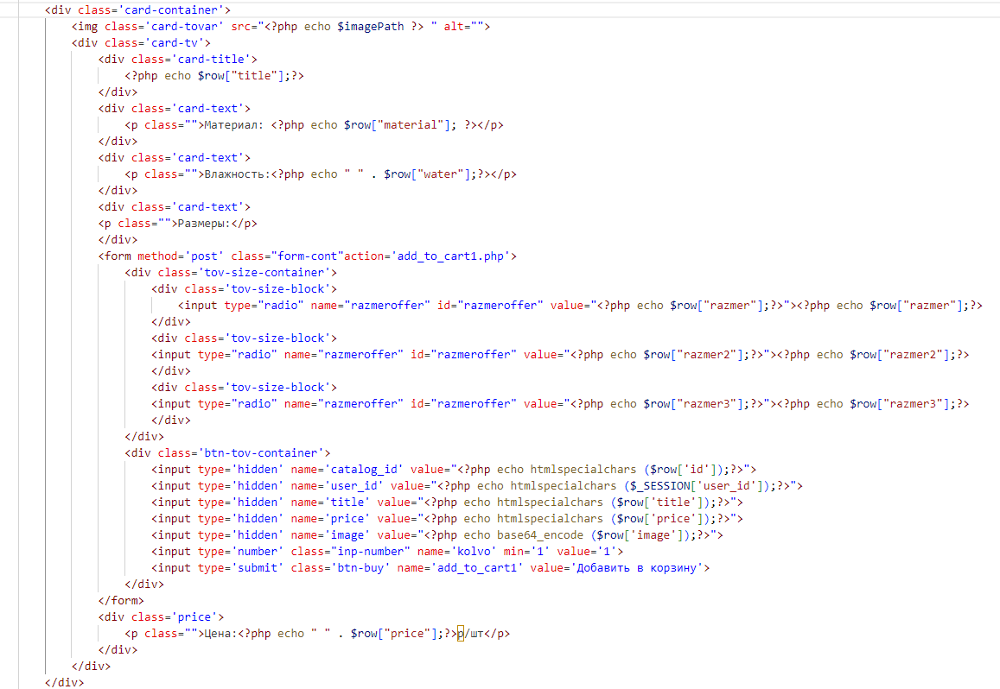 <div class='card-container'>
<img class='card-tovar' src="<?php echo $imagePath ?> " alt="">
<div class='card-tv'>
<div class='card-title'>
<?php echo $row["title"];?>
</div>
<div class='card-text'>
<p class="">Материал: <?php echo $row["material"]; ?></p>
</div>
<div class='card-text'>
<p class="">Влажность:<?php echo " " . $row["water"];?></p>
</div>
<div class='card-text'>
<p class="">Размеры:</p>
</div>
<form method='post' class="form-cont"action='add_to_cart1.php'>
<div class='tov-size-container'>
<div class='tov-size-block'>
<input type="radio" name="razmeroffer" id="razmeroffer" value="<?php echo $row["razmer"];?>"><?php echo $row["razmer"];?>
</div>
<div class='tov-size-block'>
<input type="radio" name="razmeroffer" id="razmeroffer" value="<?php echo $row["razmer2"];?>"><?php echo $row["razmer2"];?>
</div>
<div class='tov-size-block'>
<input type="radio" name="razmeroffer" id="razmeroffer" value="<?php echo $row["razmer3"];?>"><?php echo $row["razmer3"];?>
</div>
</div>
<div class='btn-tov-container'>
<input type='hidden' name='catalog_id' value="<?php echo htmlspecialchars ($row['id']);?>">
<input type='hidden' name='user_id' value="<?php echo htmlspecialchars ($_SESSION['user_id']);?>">
<input type='hidden' name='title' value="<?php echo htmlspecialchars ($row['title']);?>">
<input type='hidden' name='price' value="<?php echo htmlspecialchars ($row['price']);?>">
<input type='hidden' name='image' value="<?php echo base64_encode ($row['image']);?>">
<input type='number' class="inp-number" name='kolvo' min='1' value='1'>
<input type='submit' class='btn-buy' name='add_to_cart1' value='Добавить в корзину'>
</div>
</form>
<div class='price'>
<p class="">Цена:<?php echo " " . $row["price"];?>р/шт</p>
</div>
</div>
</div>